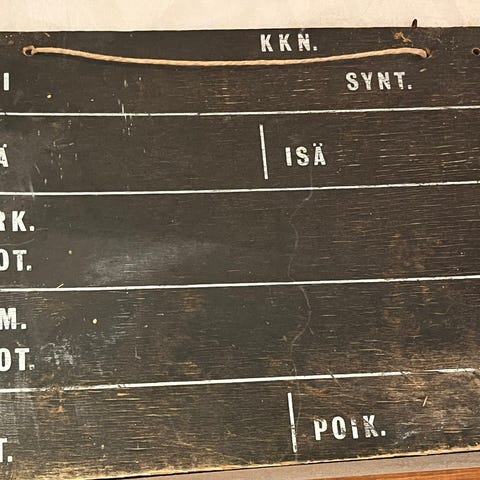 KKN.
I SYNT.
Ä ISÄ
RK.
OT.
M.
OT.
POIK.
T.